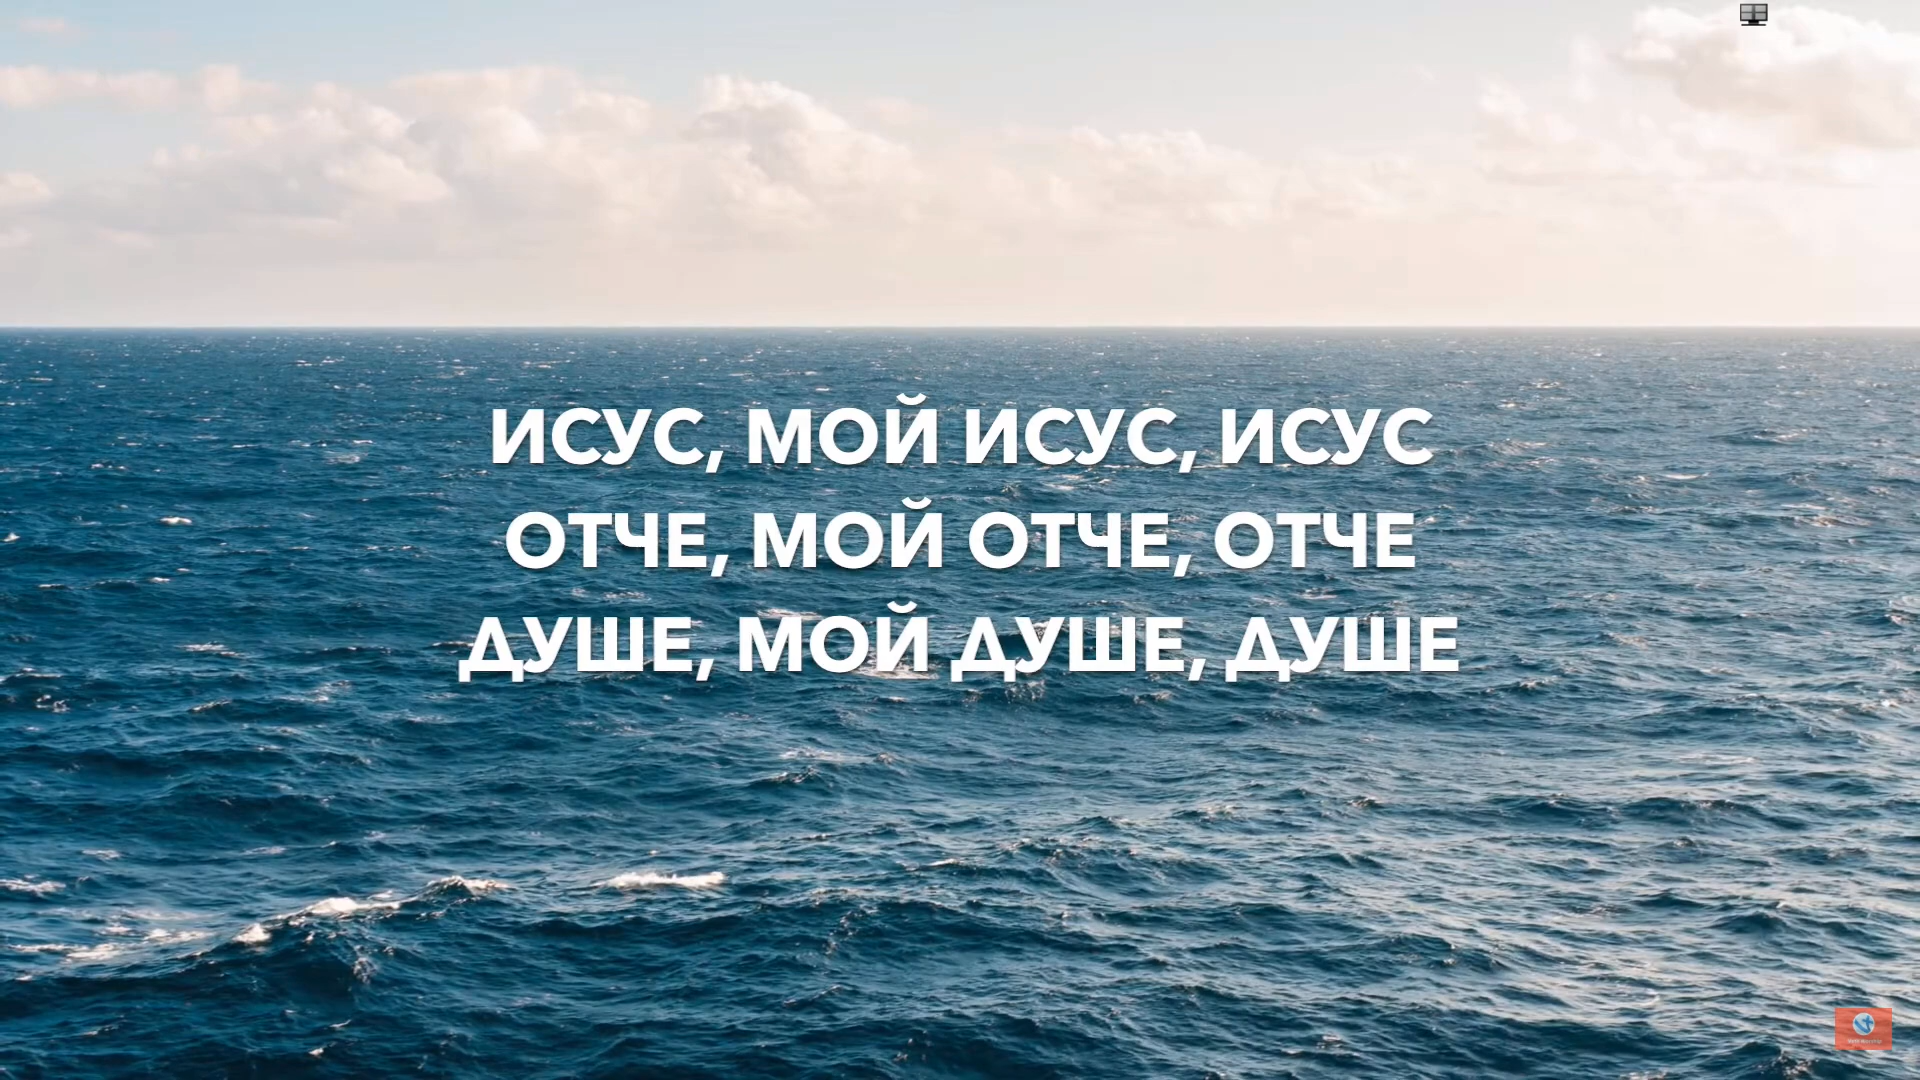 ИСУС, МОЙ ИСУС, ИСУС
ОТЧЕ, МОЙ ОТЧЕ, ОТЧЕ
ДУШЕ, МОЙ ДУШЕ, ДУШЕ